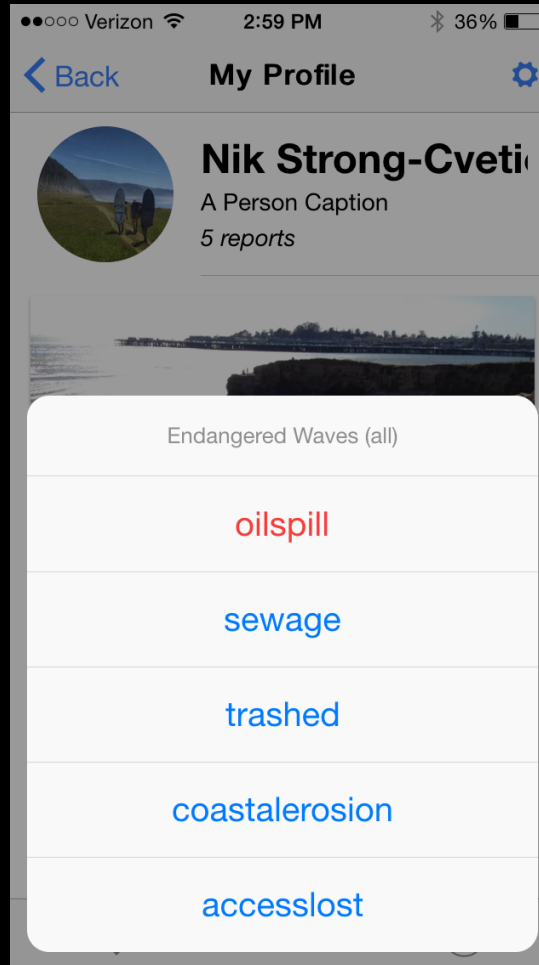 Verizon 2:59 PM 36%
Back My Profile
Nik Strong-Cveti
A Person Caption
5 reports
Endangered Waves (all)
oilspill
sewage
trashed
coastalerosion
accesslost